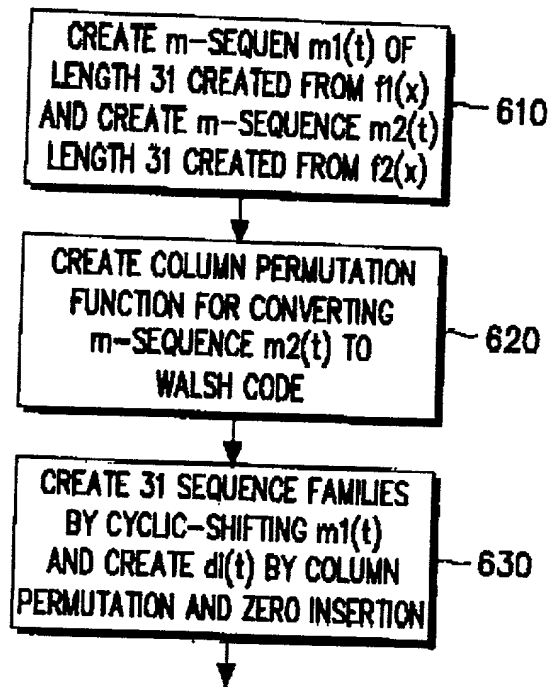 CREATE m-SEQUEN m1(t) OF
LENGTH 31 CREATED FROM f1(x)
AND CREATE m-SEQUENCE m2(t)
LENGTH 31 CREATED FROM f2(x)
610
CREATE COLUMN PERMUTATION
FUNCTION FOR CONVERTING
m-SEQUENCE m2(t) TO
WALSH CODE
620
CREATE 31 SEQUENCE FAMILIES
BY CYCLIC-SHIFTING m1(t)
AND CREATE di(t) BY COLUMN
PERMUTATION AND ZERO INSERTION
630